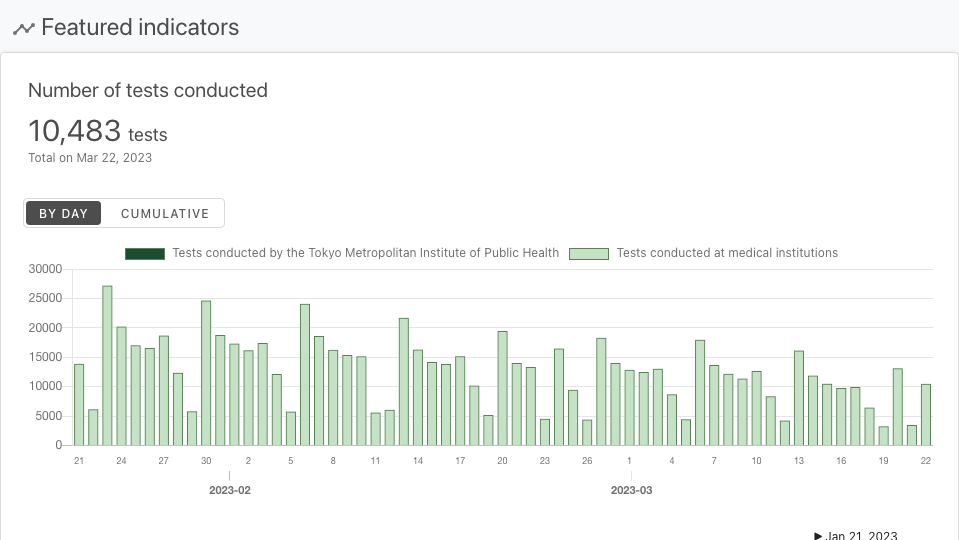 Featured indicators
Number of tests conducted
10,483 tests
Total on Mar 22, 2023
BY DAY CUMULATIVE
Tests conducted by the Tokyo Metropolitan Institute of Public Health Tests conducted at medical institutions
30000
25000
20000
15000
10000
5000
0
21 24 27 30 2 5 8 11 14 17 20 23 26 1 4 7 10 13 16 19 22
2023-02 2023-03
▶ Jan 21, 2023